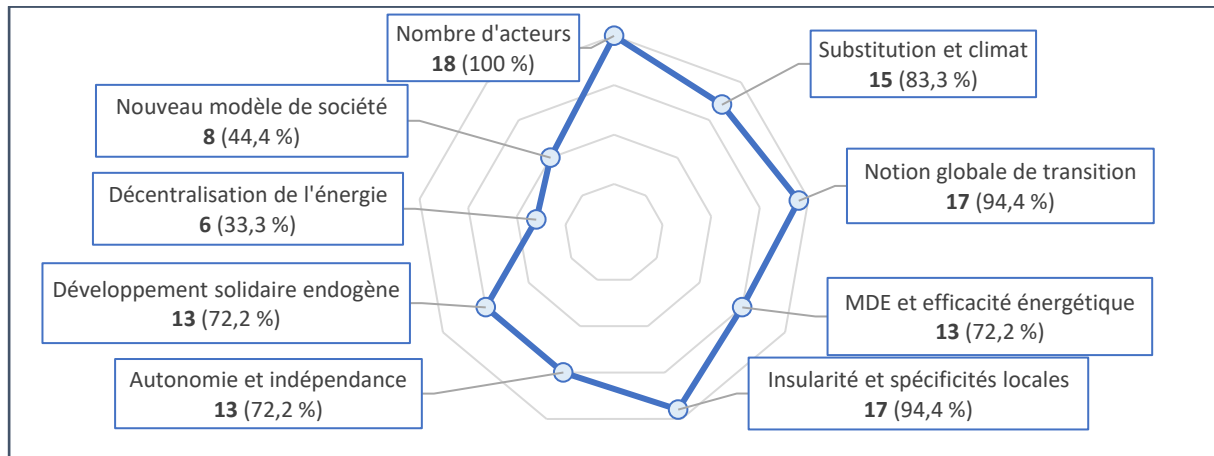 Nombre d'acteurs
18 (100 %)
Substitution et climat
15 (83,3 %)
Nouveau modèle de société
8 (44,4 %)
Notion globale de transition
17 (94,4 %)
Décentralisation de l'énergie
6 (33,3 %)
Développement solidaire endogène
13 (72,2 %)
MDE et efficacité énergétique
13 (72,2 %)
Autonomie et indépendance
13 (72,2 %)
Insularité et spécificités locales
17 (94,4 %)